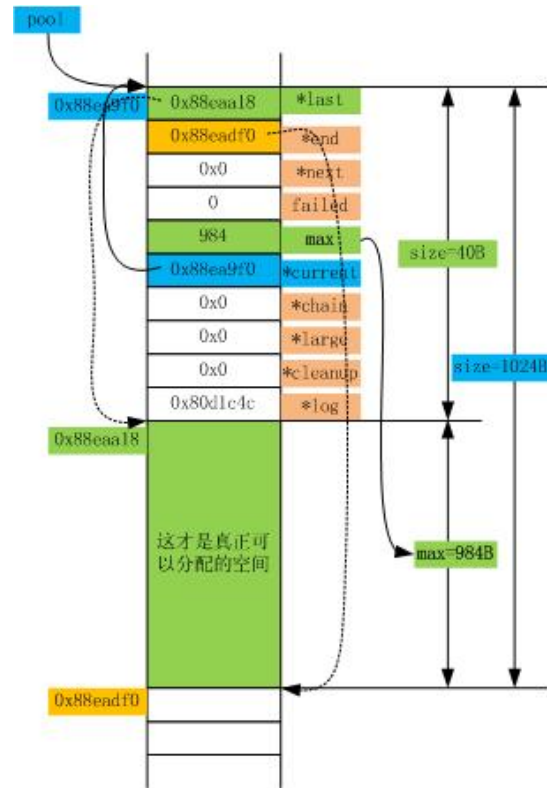 pool
0x88ea9f0
0x88eaa18
*last
0x88eadf0
*end
0x0
*next
0
failed
984
max
size=40B
0x88ea9f0
*current
0x0
*chain
0x0
*large
size=1024B
0x0
*cleanup
0x80d1c4c
*log
0x88eaa18
这才是真正可
以分配的空间
max=984B
0x88eadf0